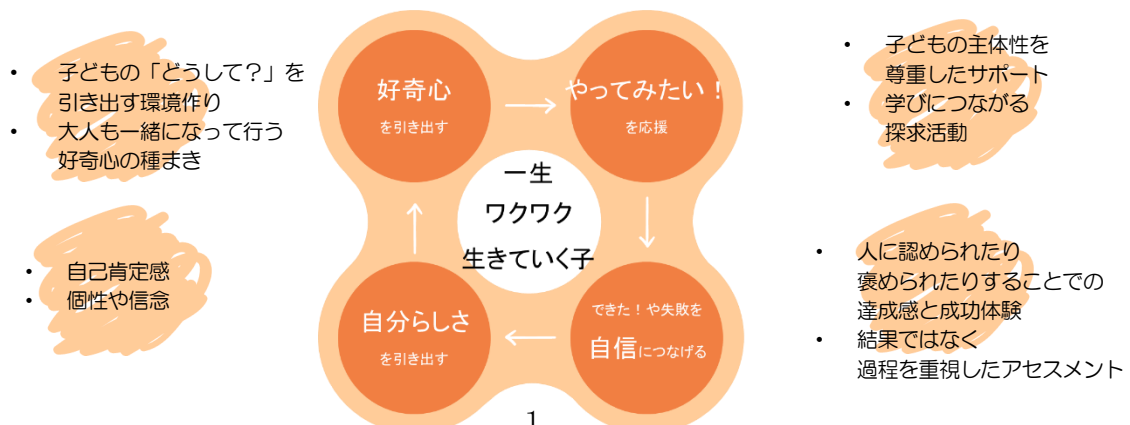 • 子どもの「どうして？」を
引き出す環境作り
• 大人も一緒になって行う
好奇心の種まき
好奇心
を引き出す
やってみたい！
を応援
• 子どもの主体性を
尊重したサポート
• 学びにつながる
探求活動
一生
ワクワク
生きていく子
• 自己肯定感
• 個性や信念
自分らしさ
を引き出す
できた！や失敗を
自信につなげる
• 人に認められたり
褒められたりすることでの
達成感と成功体験
• 結果ではなく
過程を重視したアセスメント
1